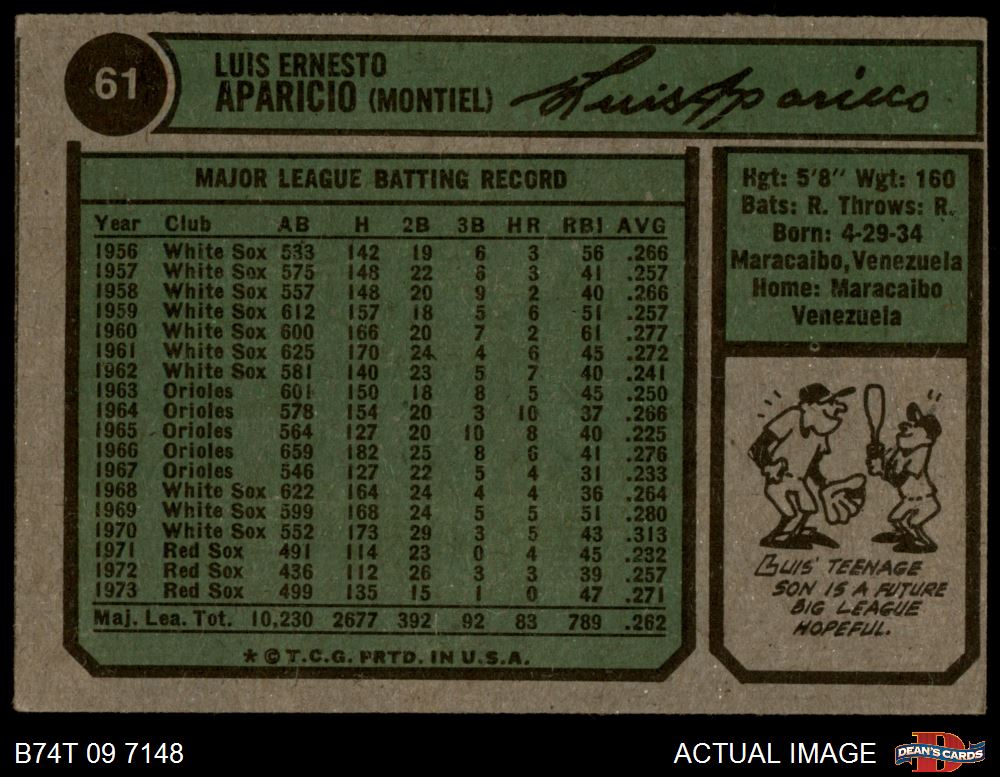 61
LUIS ERNESTO
APARICIO (MONTIEL)
Luis Aparicio
MAJOR LEAGUE BATTING RECORD
Year Club AB H 2B 3B HR RBI AVG
1956 White Sox 533 142 19 6 3 56 .266
1957 White Sox 575 148 22 6 3 41 .257
1958 White Sox 557 148 20 9 2 40 .266
1959 White Sox 612 157 18 5 6 51 .257
1960 White Sox 600 166 20 7 2 61 .277
1961 White Sox 625 170 24 4 6 45 .272
1962 White Sox 581 140 23 5 7 40 .241
1963 Orioles 601 150 18 8 5 45 .250
1964 Orioles 578 154 20 3 10 37 .266
1965 Orioles 564 127 20 10 8 40 .225
1966 Orioles 659 182 25 8 6 41 .276
1967 Orioles 546 127 22 5 4 31 .233
1968 White Sox 622 164 24 4 4 36 .264
1969 White Sox 599 168 24 5 5 51 .280
1970 White Sox 552 173 29 3 5 43 .313
1971 Red Sox 491 114 23 0 4 45 .232
1972 Red Sox 436 112 26 3 3 39 .257
1973 Red Sox 499 135 15 1 0 47 .271
Maj. Lea. Tot. 10,230 2677 392 92 83 789 .262
* © T.C.G. PRTD. IN U.S.A.
Hgt: 5'8" Wgt: 160
Bats: R. Throws: R.
Born: 4-29-34
Maracaibo, Venezuela
Home: Maracaibo
Venezuela
LUIS' TEENAGE
SON IS A FUTURE
BIG LEAGUE
HOPEFUL.
B74T 09 7148
ACTUAL IMAGE
DEAN'S CARDS